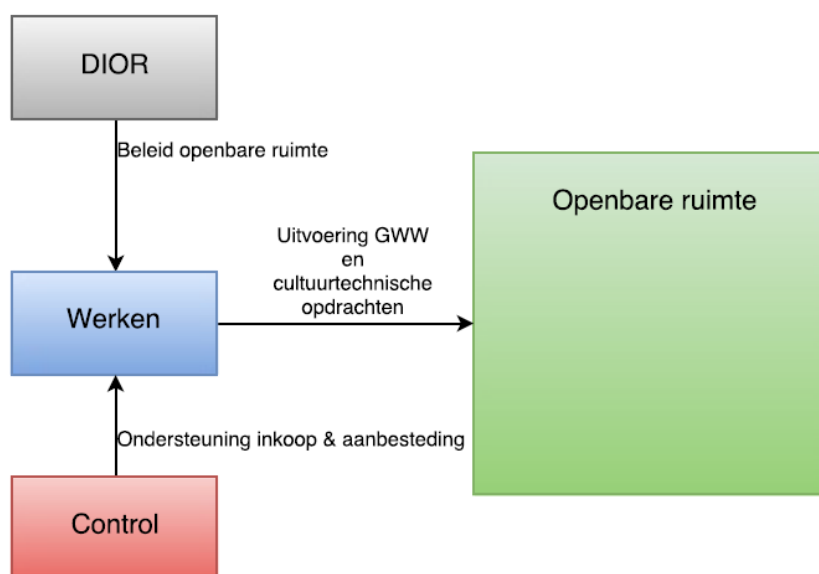 DIOR
Beleid openbare ruimte
Openbare ruimte
Uitvoering GWW
en
cultuurtechnische
opdrachten
Werken
Ondersteuning inkoop & aanbesteding
Control